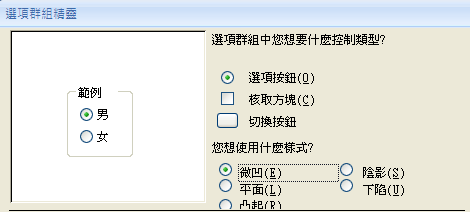 選項群組精靈
選項群組中您想要什麼控制類型?
選項按鈕(O)
核取方塊(C)
切換按鈕
範例
男
女
您想使用什麼樣式?
微凹(E) 陰影(S)
平面(L) 下陷(U)
凸起(R)